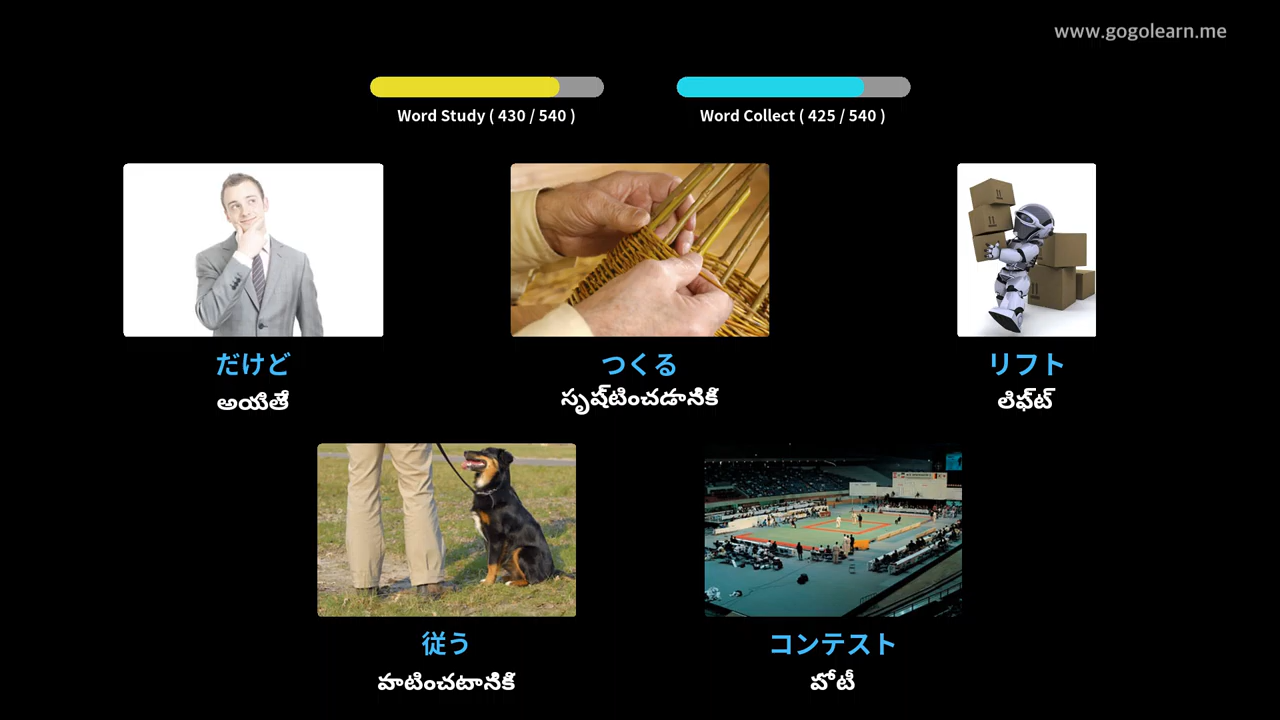 www.gogolearn.me
Word Study ( 430 / 540 )
Word Collect ( 425 / 540 )
だけど
అయితే
つくる
సృష్టించడానికి
リフト
లిఫ్ట్
従う
పాటించటానికి
コンテスト
పోటీ